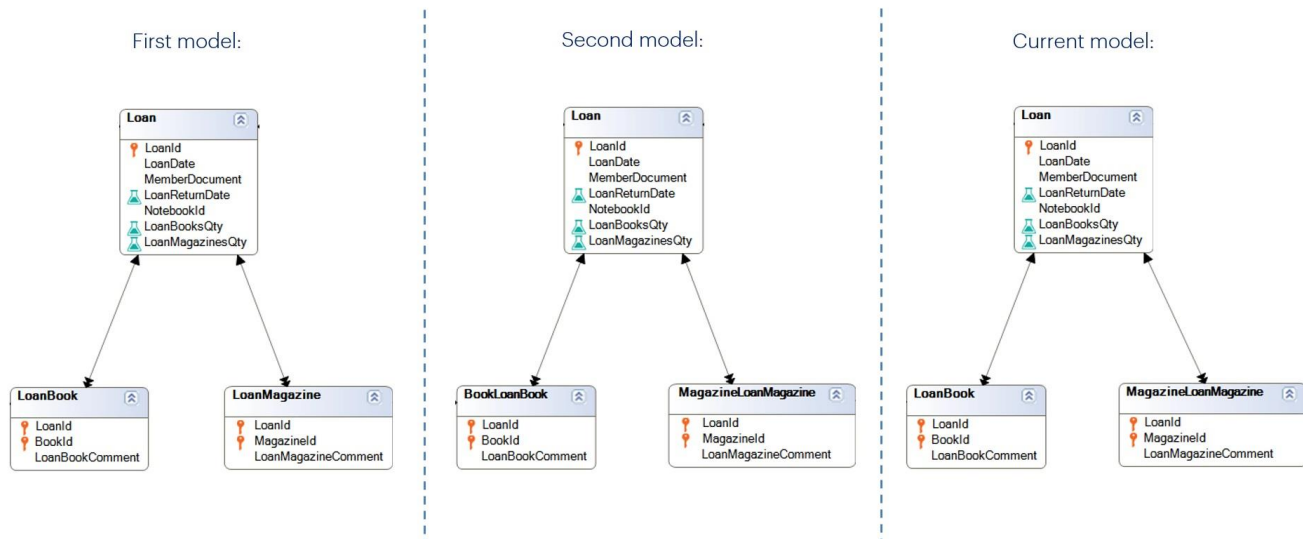 First model:
Loan
LoanId
LoanDate
MemberDocument
LoanReturnDate
NotebookId
LoanBooksQty
LoanMagazinesQty
LoanBook
LoanId
BookId
LoanBookComment
LoanMagazine
LoanId
MagazineId
LoanMagazineComment
Second model:
Loan
LoanId
LoanDate
MemberDocument
LoanReturnDate
NotebookId
LoanBooksQty
LoanMagazinesQty
BookLoanBook
LoanId
BookId
LoanBookComment
MagazineLoanMagazine
LoanId
MagazineId
LoanMagazineComment
Current model:
Loan
LoanId
LoanDate
MemberDocument
LoanReturnDate
NotebookId
LoanBooksQty
LoanMagazinesQty
LoanBook
LoanId
BookId
LoanBookComment
MagazineLoanMagazine
LoanId
MagazineId
LoanMagazineComment